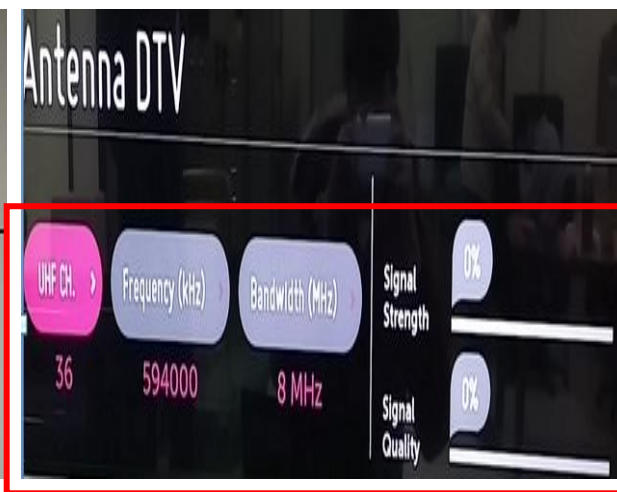 Antenna DTV
UHF CH. >
Frequency (kHz) >
Bandwidth (MHz) >
36
594000
8 MHz
Signal
Strength
0%
Signal
Quality
0%